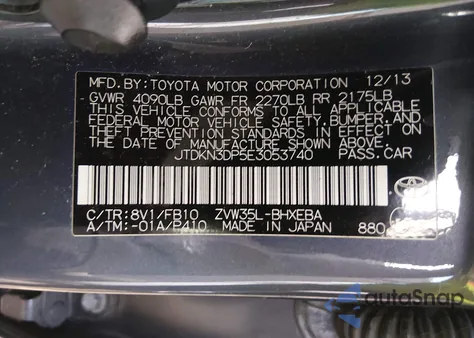 MFD. BY: TOYOTA MOTOR CORPORATION 12/13
GVWR 4090LB GAWR FR 2270LB RR 2175LB
THIS VEHICLE CONFORMS TO ALL APPLICABLE
FEDERAL MOTOR VEHICLE SAFETY, BUMPER, AND
THEFT PREVENTION STANDARDS IN EFFECT ON
THE DATE OF MANUFACTURE SHOWN ABOVE.
JTDKN3DP5E3053740 PASS.CAR
C/TR: 8V1/FB10 ZVW35L-BHXEBA
A/TM: -01A/P410 MADE IN JAPAN 880
autoSnap